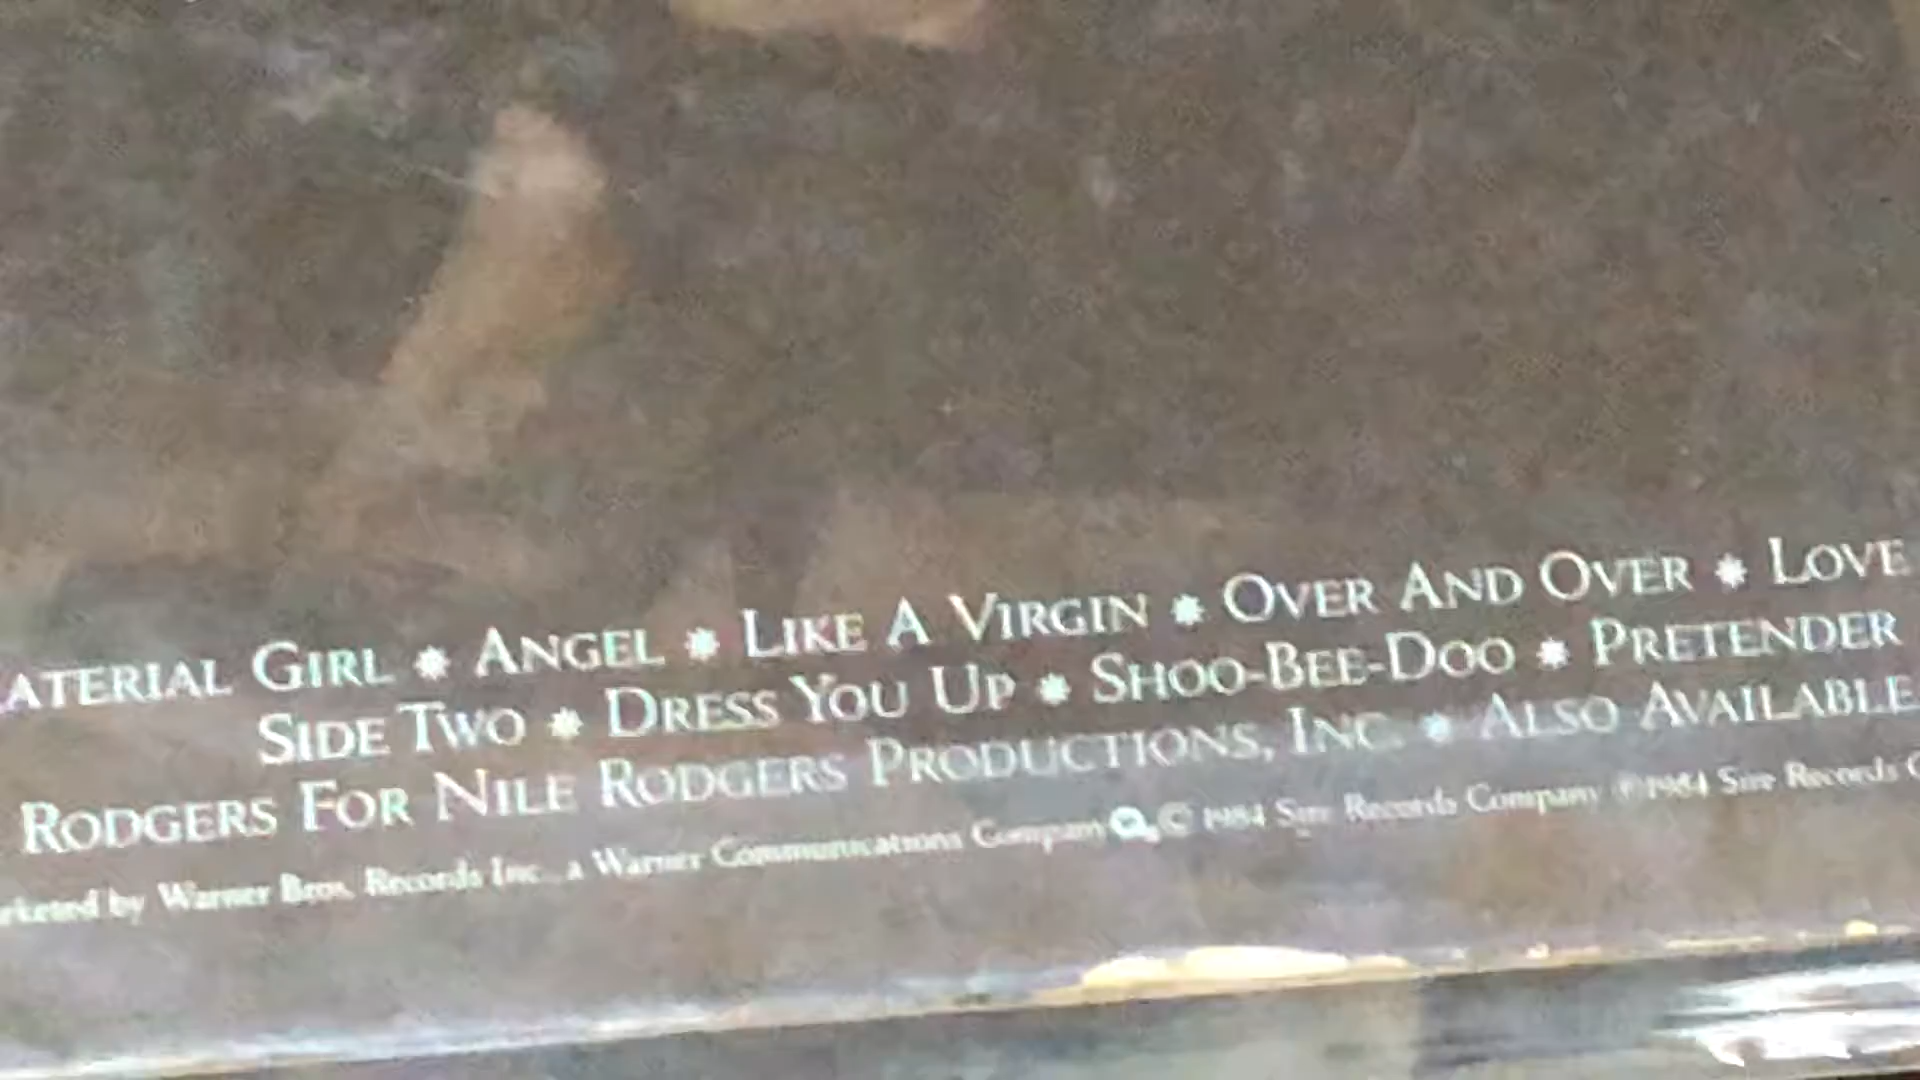 ATERIAL GIRL * ANGEL * LIKE A VIRGIN * OVER AND OVER * LOVE
SIDE TWO * DRESS YOU UP * SHOO-BEE-DOO * PRETENDER
RODGERS FOR NILE RODGERS PRODUCTIONS, INC. * ALSO AVAILABLE
rketed by Warner Bros. Records Inc., a Warner Communications Company © 1984 Sire Records Company ℗ 1984 Sire Records C